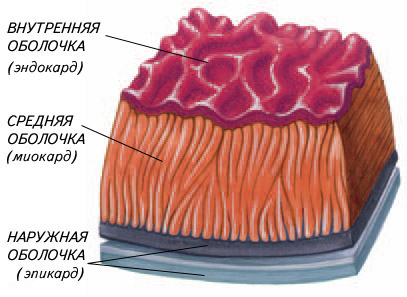 ВНУТРЕННЯЯ
ОБОЛОЧКА
(эндокард)
СРЕДНЯЯ
ОБОЛОЧКА
(миокард)
НАРУЖНАЯ
ОБОЛОЧКА
(эпикард)